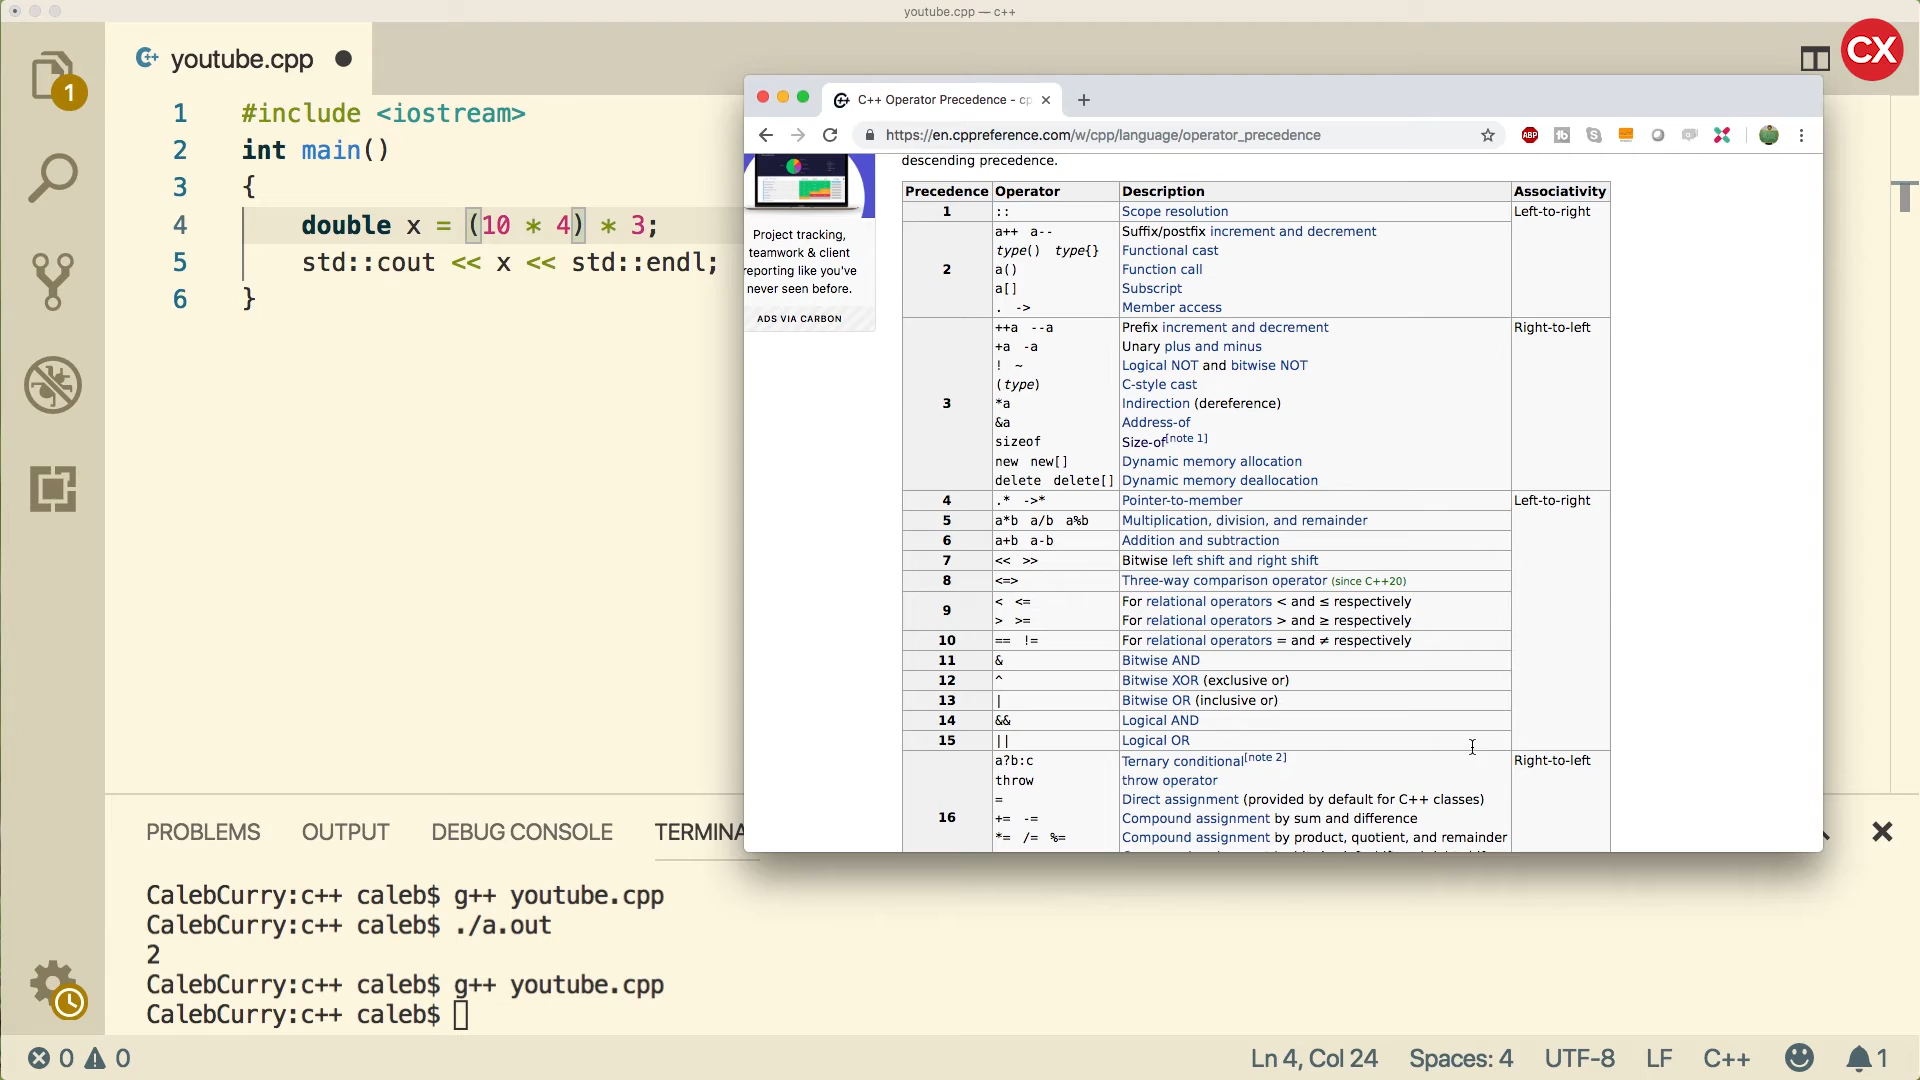 youtube.cpp — c++
CX
youtube.cpp
1
1 #include <iostream>
2 int main()
3 {
4 double x = (10 * 4) * 3;
5 std::cout << x << std::endl;
6 }
C++ Operator Precedence - cp
https://en.cppreference.com/w/cpp/language/operator_precedence
ABP
tb
descending precedence.
Project tracking,
teamwork & client
reporting like you've
never seen before.
ADS VIA CARBON
Precedence Operator Description Associativity
1 :: Scope resolution Left-to-right
2 a++ a-- Suffix/postfix increment and decrement
type() type{} Functional cast
a() Function call
a[] Subscript
. -> Member access
3 ++a --a Prefix increment and decrement Right-to-left
+a -a Unary plus and minus
! ~ Logical NOT and bitwise NOT
(type) C-style cast
*a Indirection (dereference)
&a Address-of
sizeof Size-of[note 1]
new new[] Dynamic memory allocation
delete delete[] Dynamic memory deallocation
4 .* ->* Pointer-to-member Left-to-right
5 a*b a/b a%b Multiplication, division, and remainder
6 a+b a-b Addition and subtraction
7 << >> Bitwise left shift and right shift
8 <=> Three-way comparison operator (since C++20)
9 < <= For relational operators < and ≤ respectively
> >= For relational operators > and ≥ respectively
10 == != For relational operators = and ≠ respectively
11 & Bitwise AND
12 ^ Bitwise XOR (exclusive or)
13 | Bitwise OR (inclusive or)
14 && Logical AND
15 || Logical OR
16 a?b:c Ternary conditional[note 2] Right-to-left
throw throw operator
= Direct assignment (provided by default for C++ classes)
+= -= Compound assignment by sum and difference
*= /= %= Compound assignment by product, quotient, and remainder
PROBLEMS OUTPUT DEBUG CONSOLE TERMINA
CalebCurry:c++ caleb$ g++ youtube.cpp
CalebCurry:c++ caleb$ ./a.out
2
CalebCurry:c++ caleb$ g++ youtube.cpp
CalebCurry:c++ caleb$
0 0 Ln 4, Col 24 Spaces: 4 UTF-8 LF C++ 1